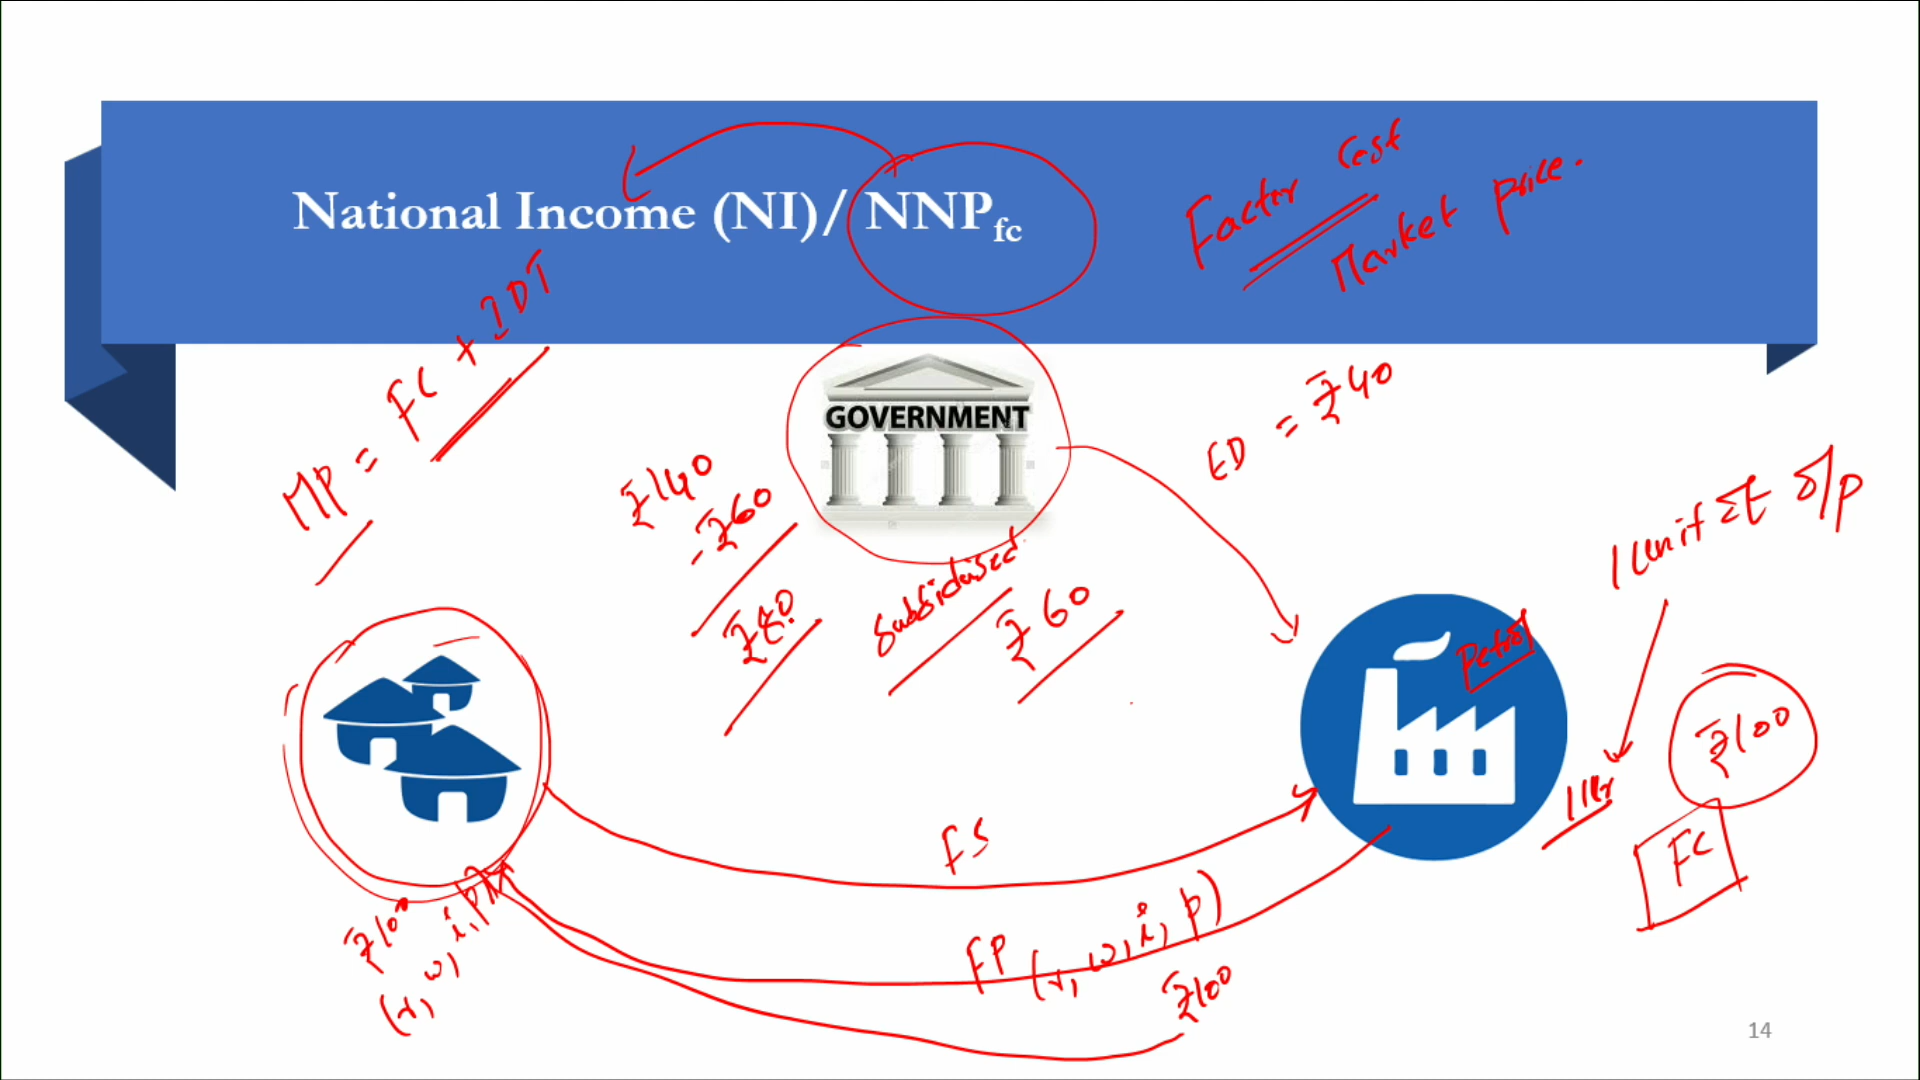 National Income (NI)/ NNPfc
Factor Cost
Market Price.
MP = FC + IDT
GOVERNMENT
ED = ₹40
₹140
- ₹60
₹80
Subsidised
₹60
1 unit of O/P
Petrol
1 ltr
₹100
FC
FS
FP (r, w, i, p)
₹100
₹100
(r, w, i, p)
14